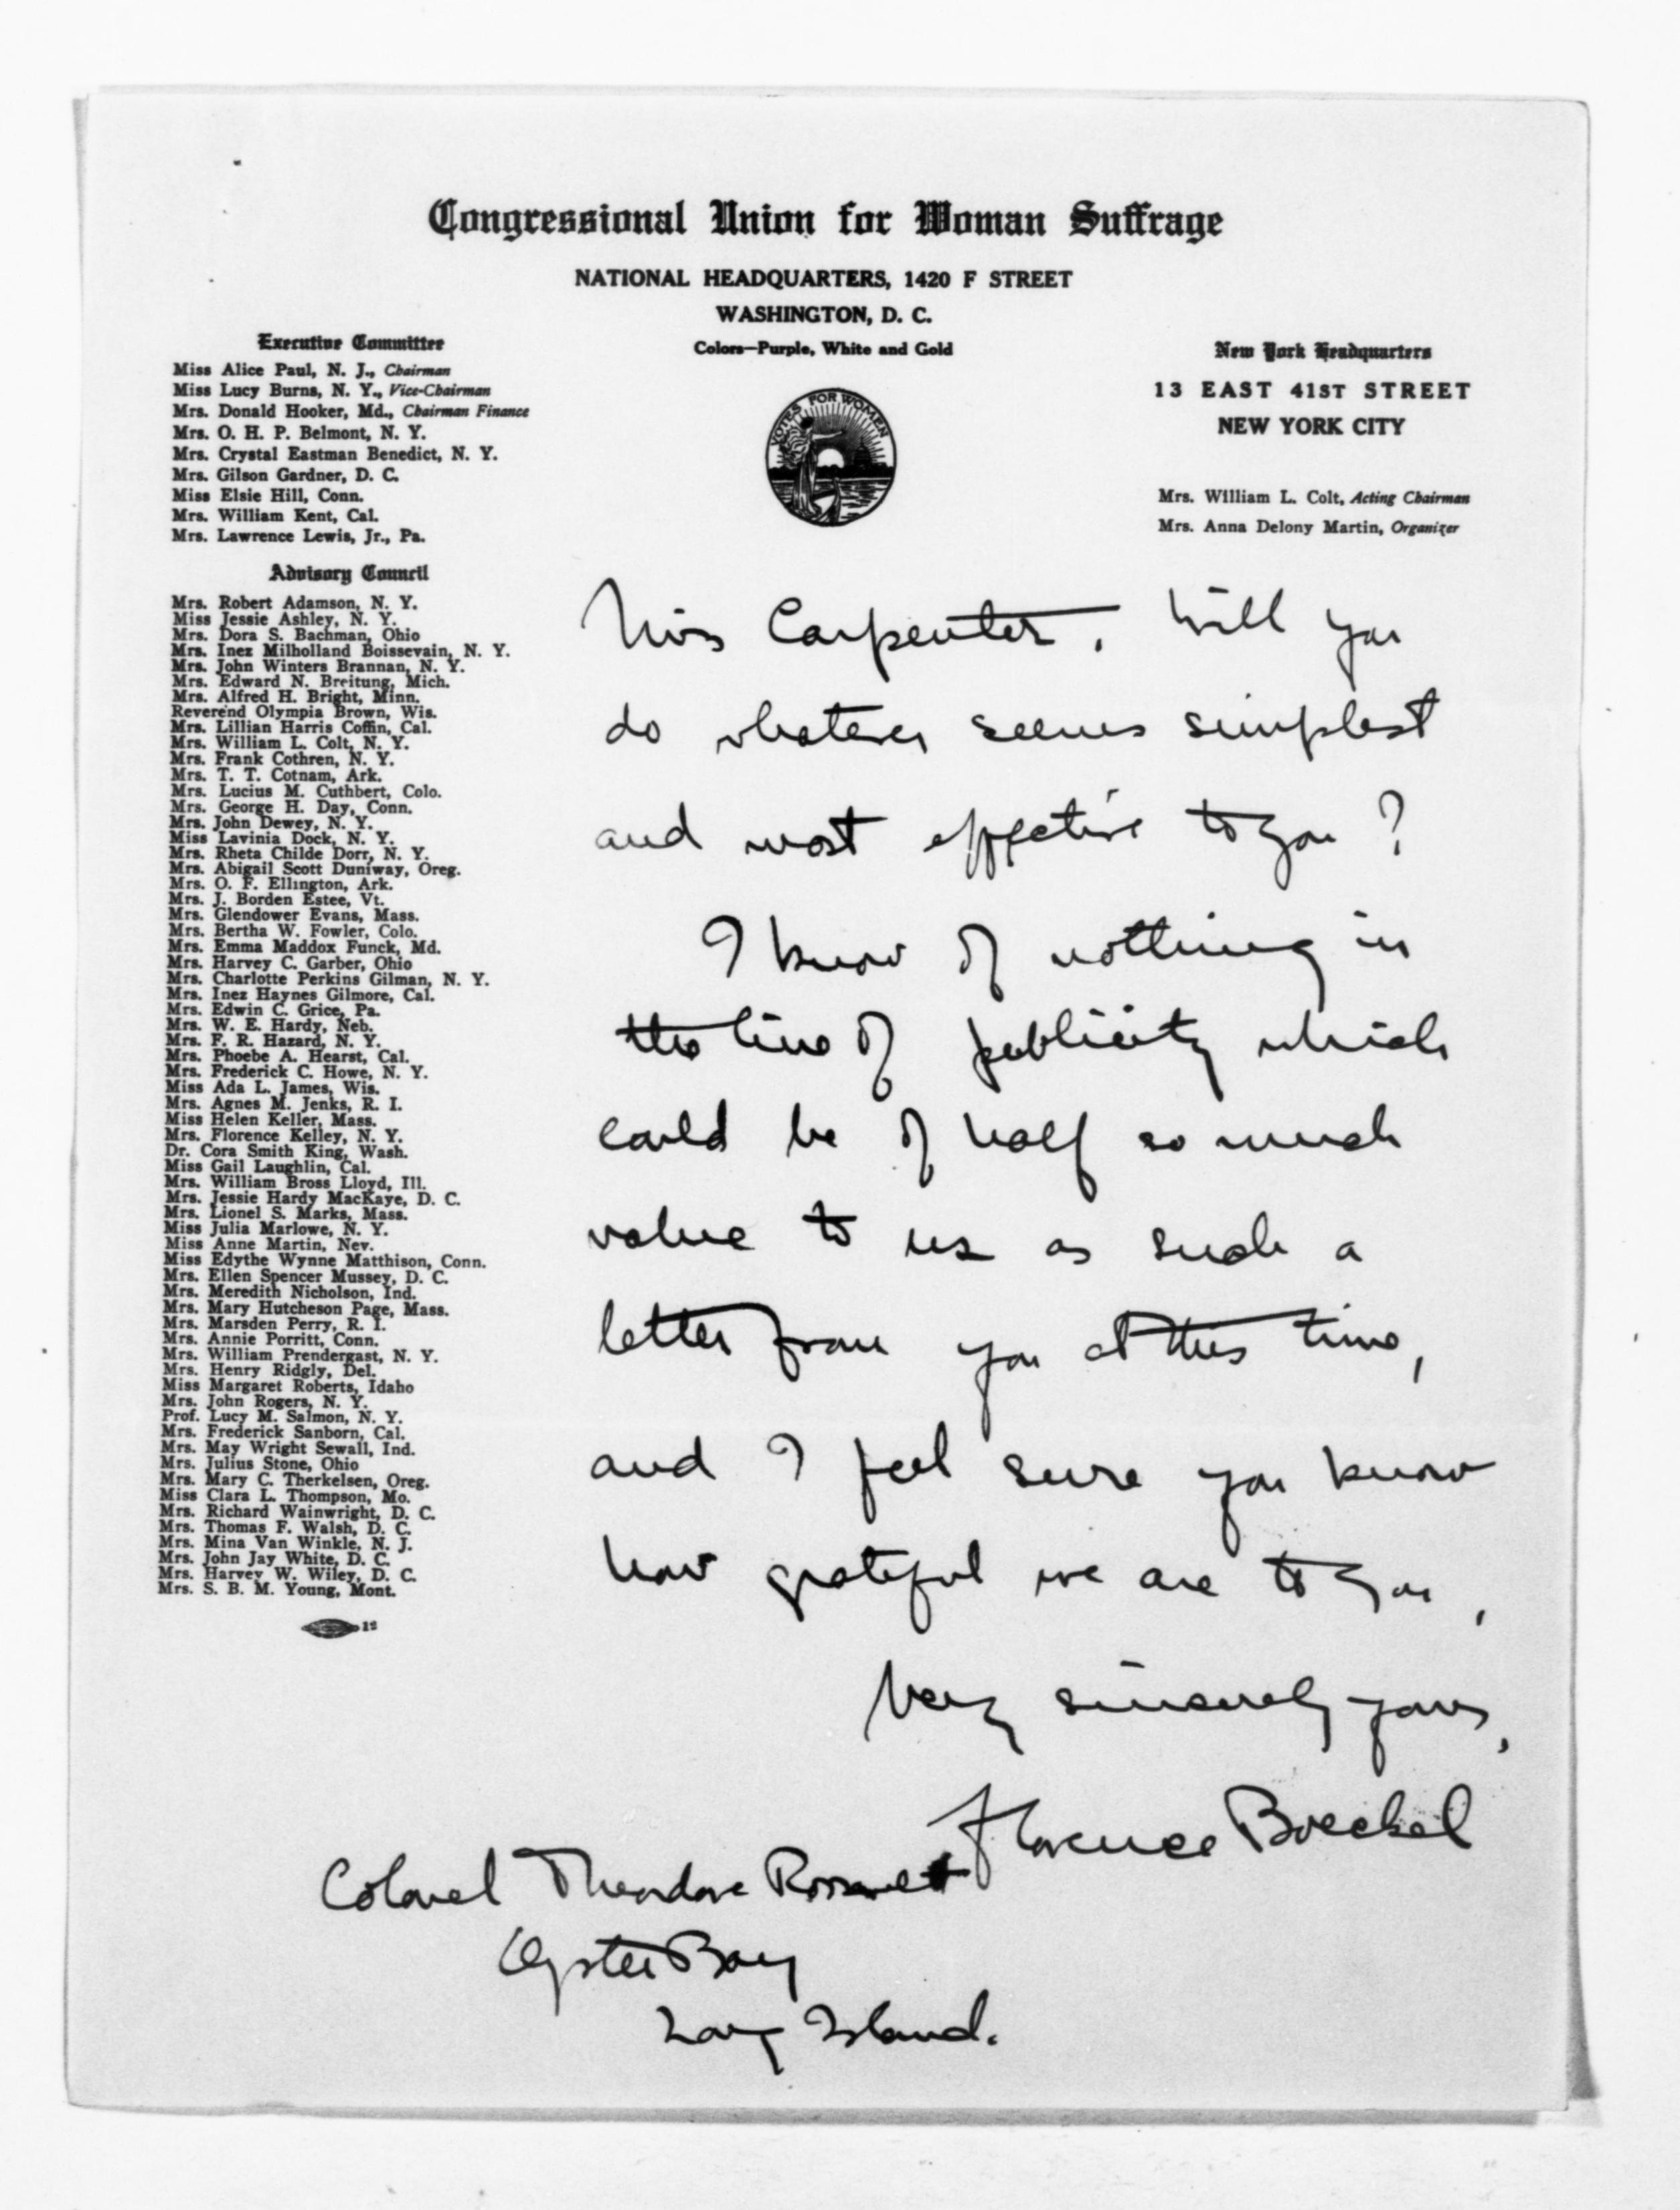 Congressional Union for Woman Suffrage
NATIONAL HEADQUARTERS, 1420 F STREET
WASHINGTON, D. C.
Colors—Purple, White and Gold
VOTES FOR WOMEN
Executive Committee
Miss Alice Paul, N. J., Chairman
Miss Lucy Burns, N. Y., Vice-Chairman
Mrs. Donald Hooker, Md., Chairman Finance
Mrs. O. H. P. Belmont, N. Y.
Mrs. Crystal Eastman Benedict, N. Y.
Mrs. Gilson Gardner, D. C.
Miss Elsie Hill, Conn.
Mrs. William Kent, Cal.
Mrs. Lawrence Lewis, Jr., Pa.
Advisory Council
Mrs. Robert Adamson, N. Y.
Miss Jessie Ashley, N. Y.
Mrs. Dora S. Bachman, Ohio
Mrs. Inez Milholland Boissevain, N. Y.
Mrs. John Winters Brannan, N. Y.
Mrs. Edward N. Breitung, Mich.
Mrs. Alfred H. Bright, Minn.
Reverend Olympia Brown, Wis.
Mrs. Lillian Harris Coffin, Cal.
Mrs. William L. Colt, N. Y.
Mrs. Frank Cothren, N. Y.
Mrs. T. T. Cotnam, Ark.
Mrs. Lucius M. Cuthbert, Colo.
Mrs. George H. Day, Conn.
Mrs. John Dewey, N. Y.
Miss Lavinia Dock, N. Y.
Mrs. Rheta Childe Dorr, N. Y.
Mrs. Abigail Scott Duniway, Oreg.
Mrs. O. F. Ellington, Ark.
Mrs. J. Borden Estee, Vt.
Mrs. Glendower Evans, Mass.
Mrs. Bertha W. Fowler, Colo.
Mrs. Emma Maddox Funck, Md.
Mrs. Harvey C. Garber, Ohio
Mrs. Charlotte Perkins Gilman, N. Y.
Mrs. Inez Haynes Gilmore, Cal.
Mrs. Edwin C. Grice, Pa.
Mrs. W. E. Hardy, Neb.
Mrs. F. R. Hazard, N. Y.
Mrs. Phoebe A. Hearst, Cal.
Mrs. Frederick C. Howe, N. Y.
Miss Ada L. James, Wis.
Mrs. Agnes M. Jenks, R. I.
Miss Helen Keller, Mass.
Mrs. Florence Kelley, N. Y.
Dr. Cora Smith King, Wash.
Miss Gail Laughlin, Cal.
Mrs. William Bross Lloyd, Ill.
Mrs. Jessie Hardy MacKaye, D. C.
Mrs. Lionel S. Marks, Mass.
Miss Julia Marlowe, N. Y.
Miss Anne Martin, Nev.
Miss Edythe Wynne Matthison, Conn.
Mrs. Ellen Spencer Mussey, D. C.
Mrs. Meredith Nicholson, Ind.
Mrs. Mary Hutcheson Page, Mass.
Mrs. Marsden Perry, R. I.
Mrs. Annie Porritt, Conn.
Mrs. William Prendergast, N. Y.
Mrs. Henry Ridgly, Del.
Miss Margaret Roberts, Idaho
Mrs. John Rogers, N. Y.
Prof. Lucy M. Salmon, N. Y.
Mrs. Frederick Sanborn, Cal.
Mrs. May Wright Sewall, Ind.
Mrs. Julius Stone, Ohio
Mrs. Mary C. Therkelsen, Oreg.
Miss Clara L. Thompson, Mo.
Mrs. Richard Wainwright, D. C.
Mrs. Thomas F. Walsh, D. C.
Mrs. Mina Van Winkle, N. J.
Mrs. John Jay White, D. C.
Mrs. Harvey W. Wiley, D. C.
Mrs. S. B. M. Young, Mont.
12
New York Headquarters
13 EAST 41ST STREET
NEW YORK CITY
Mrs. William L. Colt, Acting Chairman
Mrs. Anna Delony Martin, Organizer
Miss Carpenter. Will you
do whatever seems simplest
and most effective to you?
I know of nothing in
the line of publicity which
could be of half so much
value to us as such a
letter from you at this time,
and I feel sure you know
how grateful we are to you,
Very sincerely yours,
Florence Boeckel
Colonel Theodore Roosevelt
Oyster Bay
Long Island.